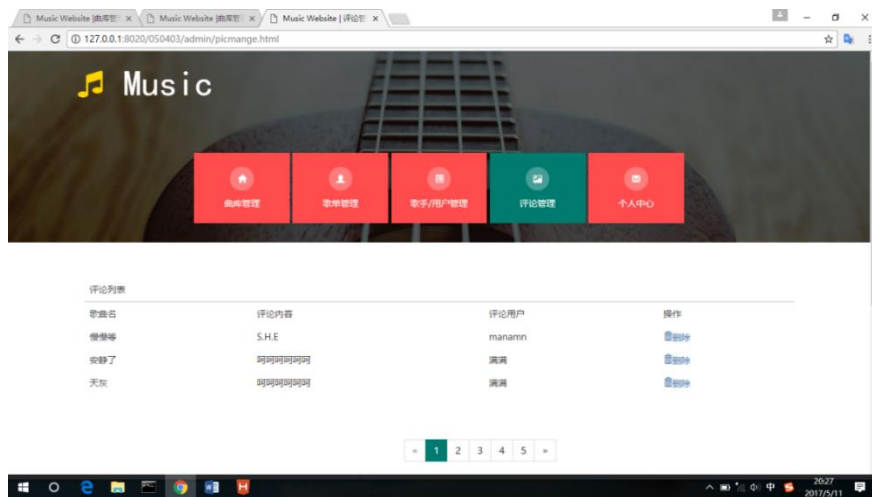 Music Website |曲库管 × Music Website |曲库管 × Music Website | 评论管 ×
127.0.0.1:8020/050403/admin/picmange.html
Music
曲库管理 歌单管理 歌手/用户管理 评论管理 个人中心
评论列表
歌曲名 评论内容 评论用户 操作
慢慢等 S.H.E manamn 删除
安静了 呵呵呵呵呵呵 满满 删除
天灰 呵呵呵呵呵呵 满满 删除
« 1 2 3 4 5 »
中 20:27
2017/5/11